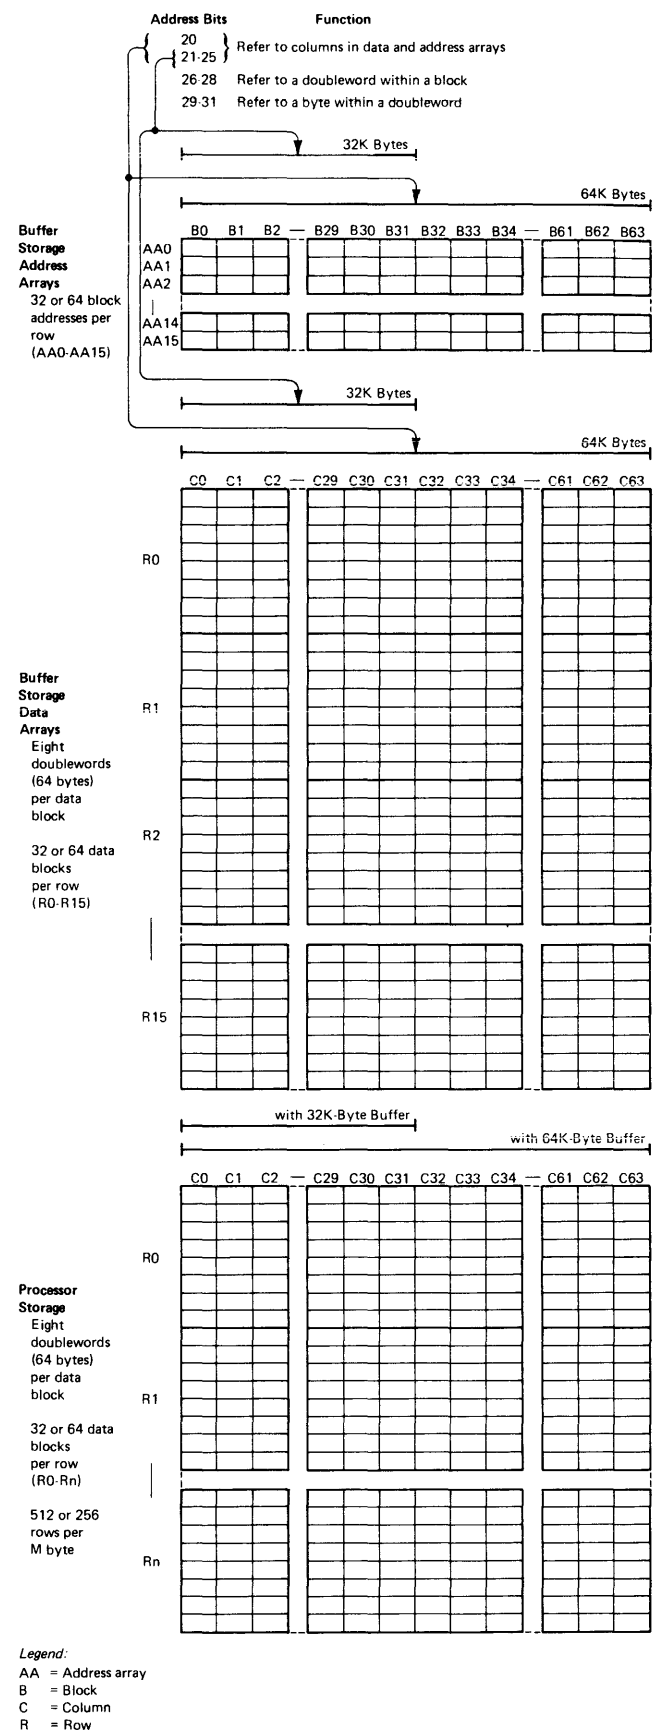 Address Bits Function
20
21-25 Refer to columns in data and address arrays
26-28 Refer to a doubleword within a block
29-31 Refer to a byte within a doubleword
32K Bytes
64K Bytes
B0 B1 B2 — B29 B30 B31 B32 B33 B34 — B61 B62 B63
Buffer
Storage
Address
Arrays
32 or 64 block
addresses per
row
(AA0-AA15)
AA0
AA1
AA2
AA14
AA15
32K Bytes
64K Bytes
C0 C1 C2 — C29 C30 C31 C32 C33 C34 — C61 C62 C63
R0
R1
R2
R15
Buffer
Storage
Data
Arrays
Eight
doublewords
(64 bytes)
per data
block
32 or 64 data
blocks
per row
(R0-R15)
with 32K-Byte Buffer
with 64K-Byte Buffer
C0 C1 C2 — C29 C30 C31 C32 C33 C34 — C61 C62 C63
R0
R1
Rn
Processor
Storage
Eight
doublewords
(64 bytes)
per data
block
32 or 64 data
blocks
per row
(R0-Rn)
512 or 256
rows per
M byte
Legend:
AA = Address array
B = Block
C = Column
R = Row